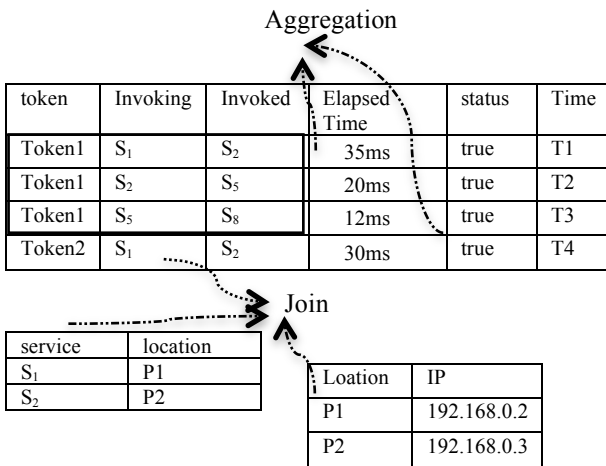 Aggregation
token Invoking Invoked Elapsed Time status Time
Token1 S₁ S₂ 35ms true T1
Token1 S₂ S₅ 20ms true T2
Token1 S₅ S₈ 12ms true T3
Token2 S₁ S₂ 30ms true T4
Join
service location
S₁ P1
S₂ P2
Loation IP
P1 192.168.0.2
P2 192.168.0.3